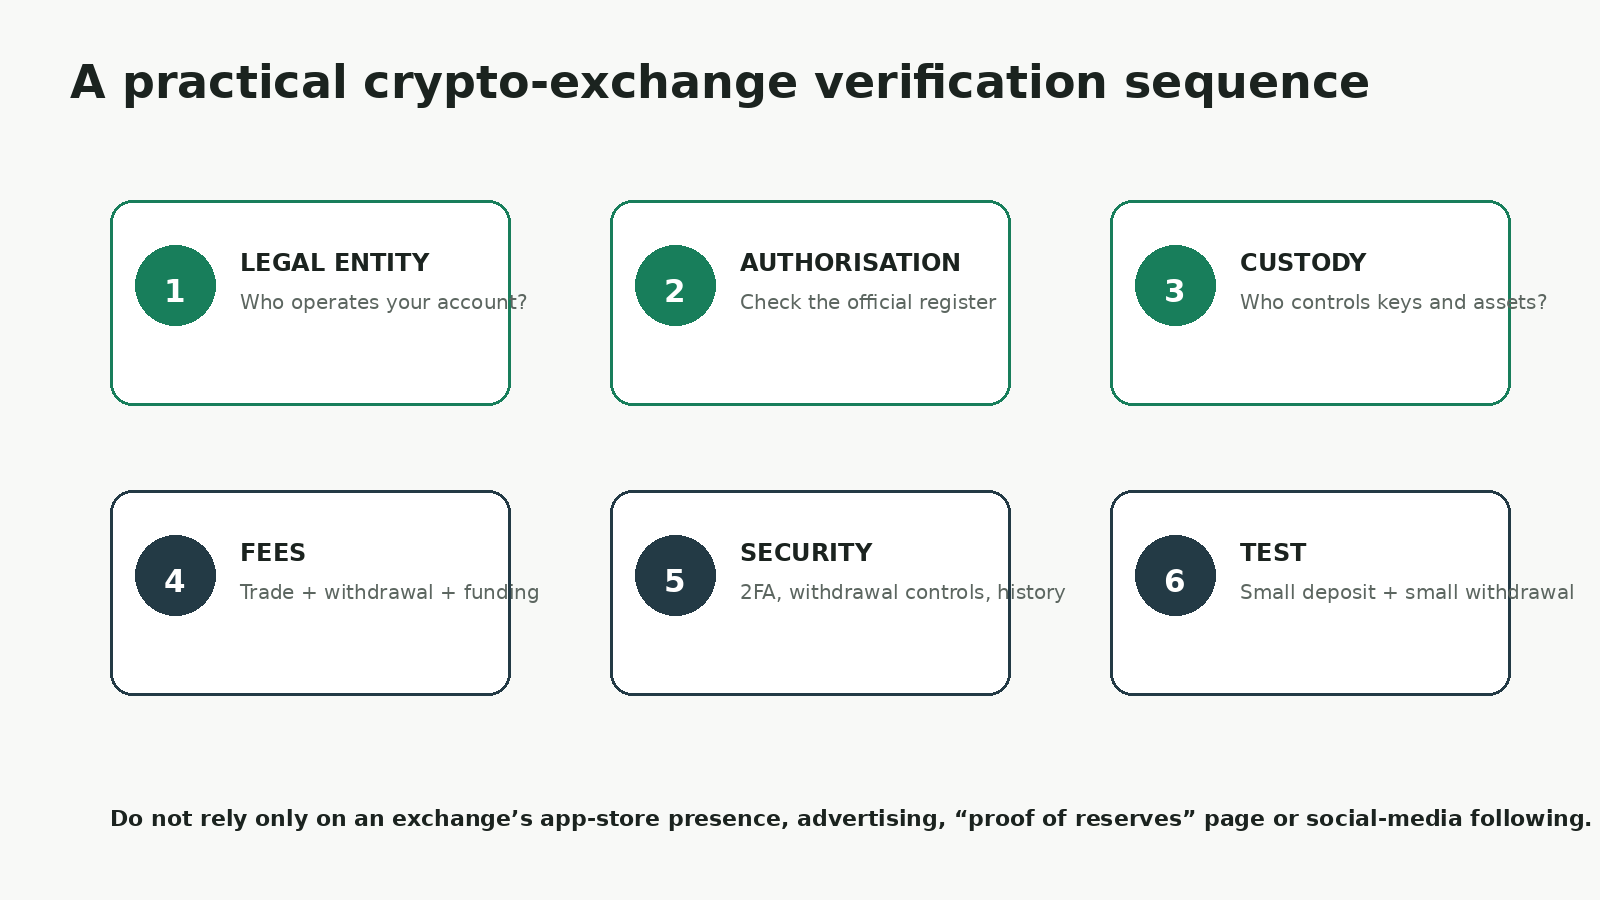 A practical crypto-exchange verification sequence
1
LEGAL ENTITY
Who operates your account?
2
AUTHORISATION
Check the official register
3
CUSTODY
Who controls keys and assets?
4
FEES
Trade + withdrawal + funding
5
SECURITY
2FA, withdrawal controls, history
6
TEST
Small deposit + small withdrawal
Do not rely only on an exchange’s app-store presence, advertising, “proof of reserves” page or social-media following.